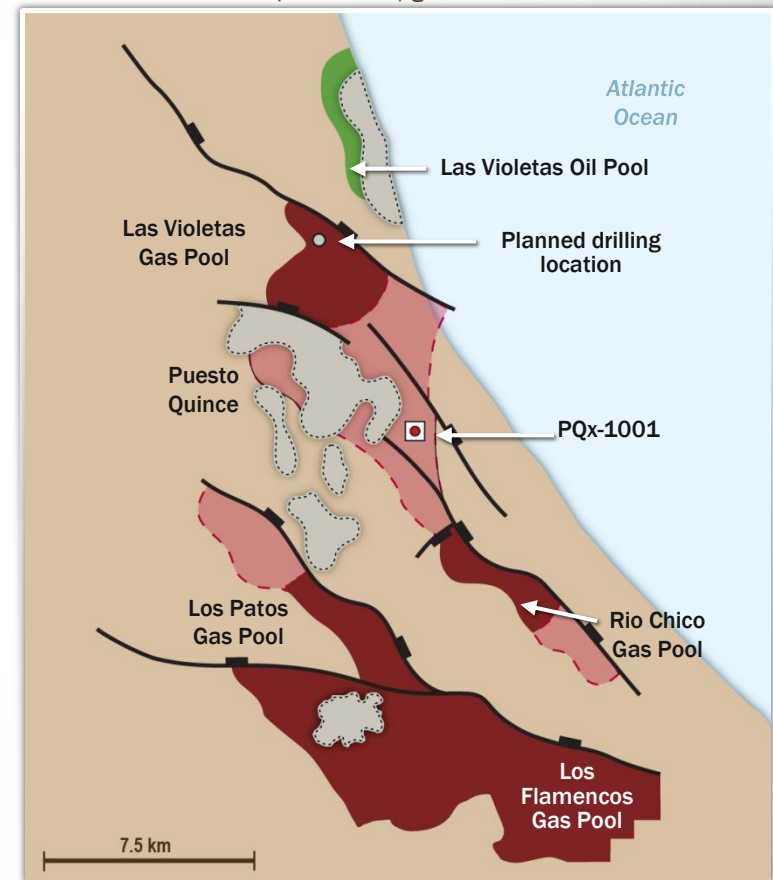 Atlantic
Ocean
Las Violetas Oil Pool
Las Violetas
Gas Pool
Planned drilling
location
Puesto
Quince
PQx-1001
Los Patos
Gas Pool
Rio Chico
Gas Pool
Los
Flamencos
Gas Pool
7.5 km